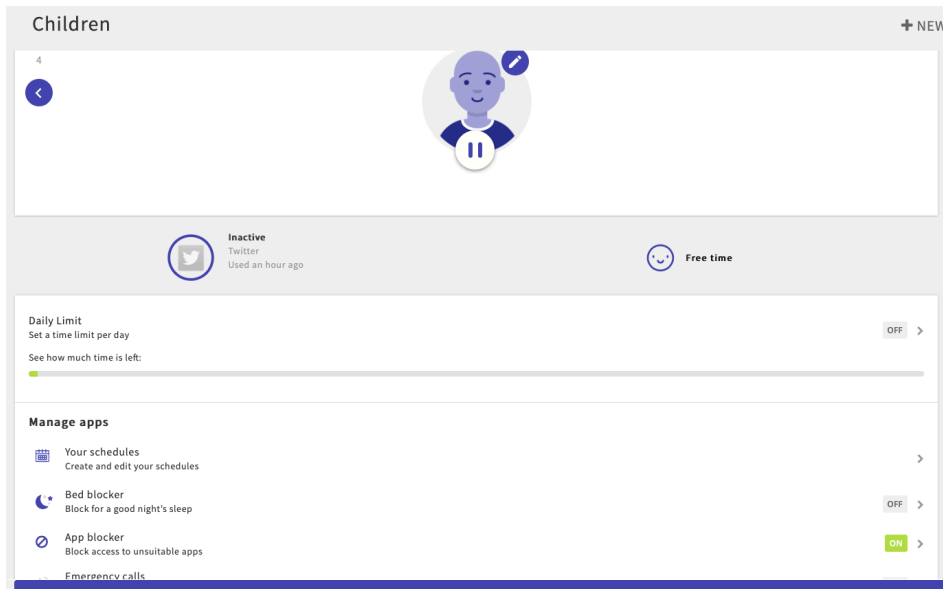 Children
NEW
4
Inactive
Twitter
Used an hour ago
Free time
Daily Limit
Set a time limit per day
OFF
See how much time is left:
Manage apps
Your schedules
Create and edit your schedules
Bed blocker
Block for a good night's sleep
OFF
App blocker
Block access to unsuitable apps
ON
Emergency calls